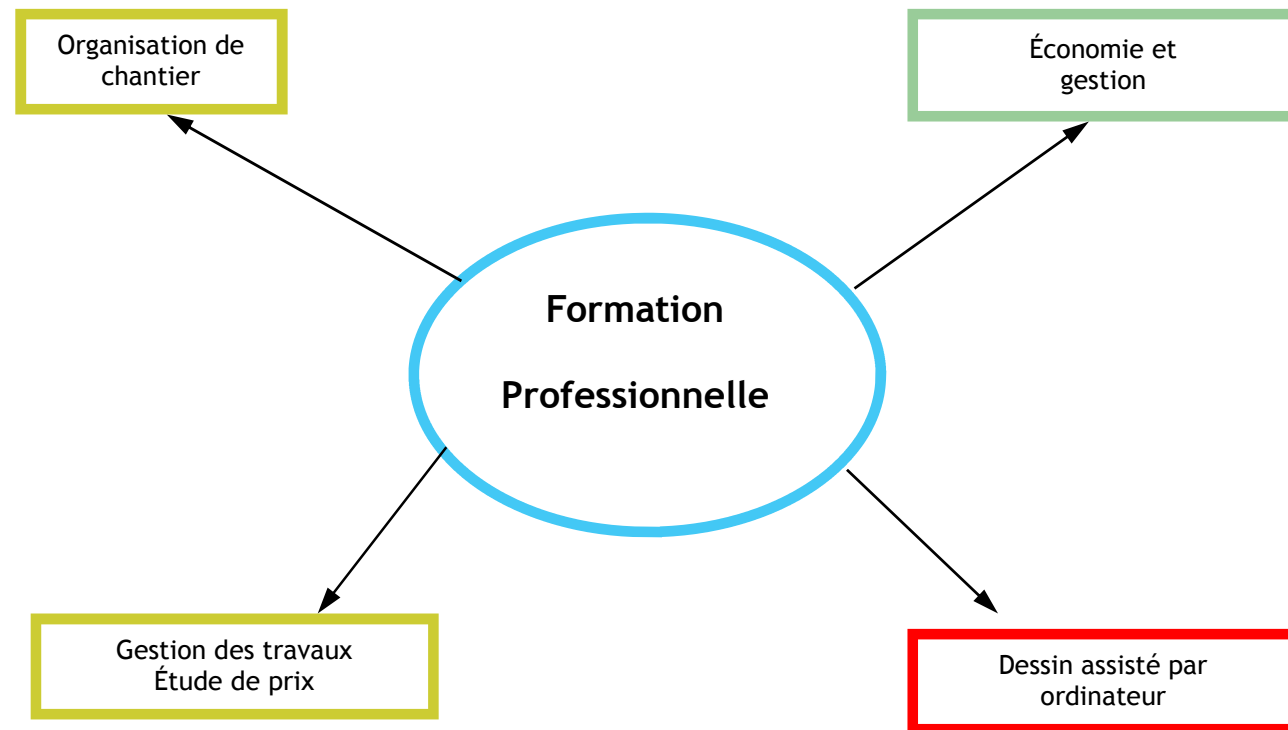 Organisation de
chantier
Économie et
gestion
Formation
Professionnelle
Gestion des travaux
Étude de prix
Dessin assisté par
ordinateur